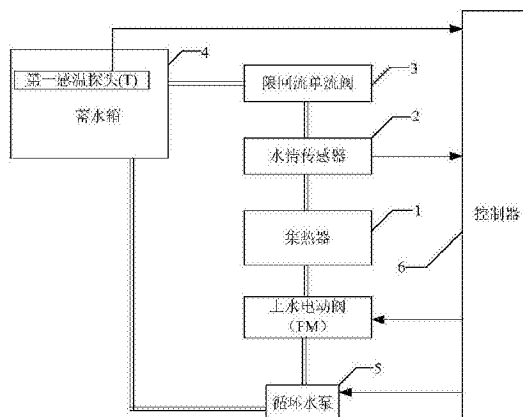 4
第一感温探头(T)
蓄水箱
限回流单流阀
3
2
水情传感器
1
集热器
控制器
6
上水电动阀
(FM)
5
循环水泵